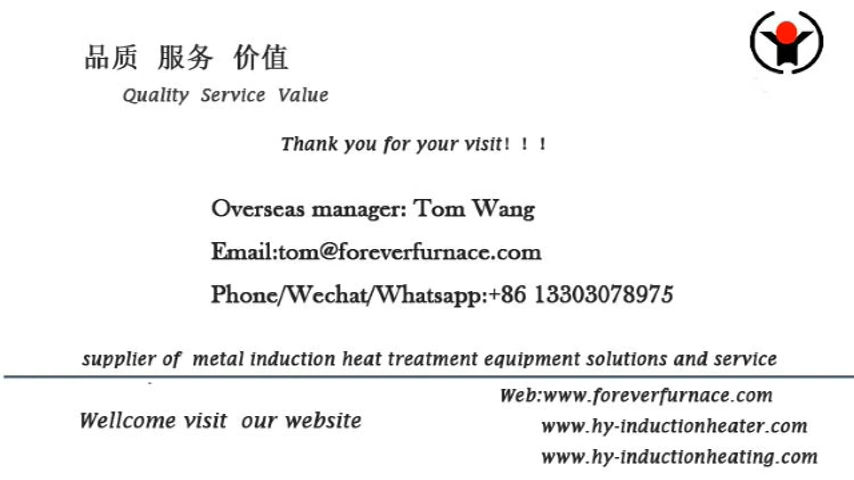 品质 服务 价值
Quality Service Value
Thank you for your visit！！！
Overseas manager: Tom Wang
Email:tom@foreverfurnace.com
Phone/Wechat/Whatsapp:+86 13303078975
supplier of metal induction heat treatment equipment solutions and service
Web:www.foreverfurnace.com
Wellcome visit our website
www.hy-inductionheater.com
www.hy-inductionheating.com